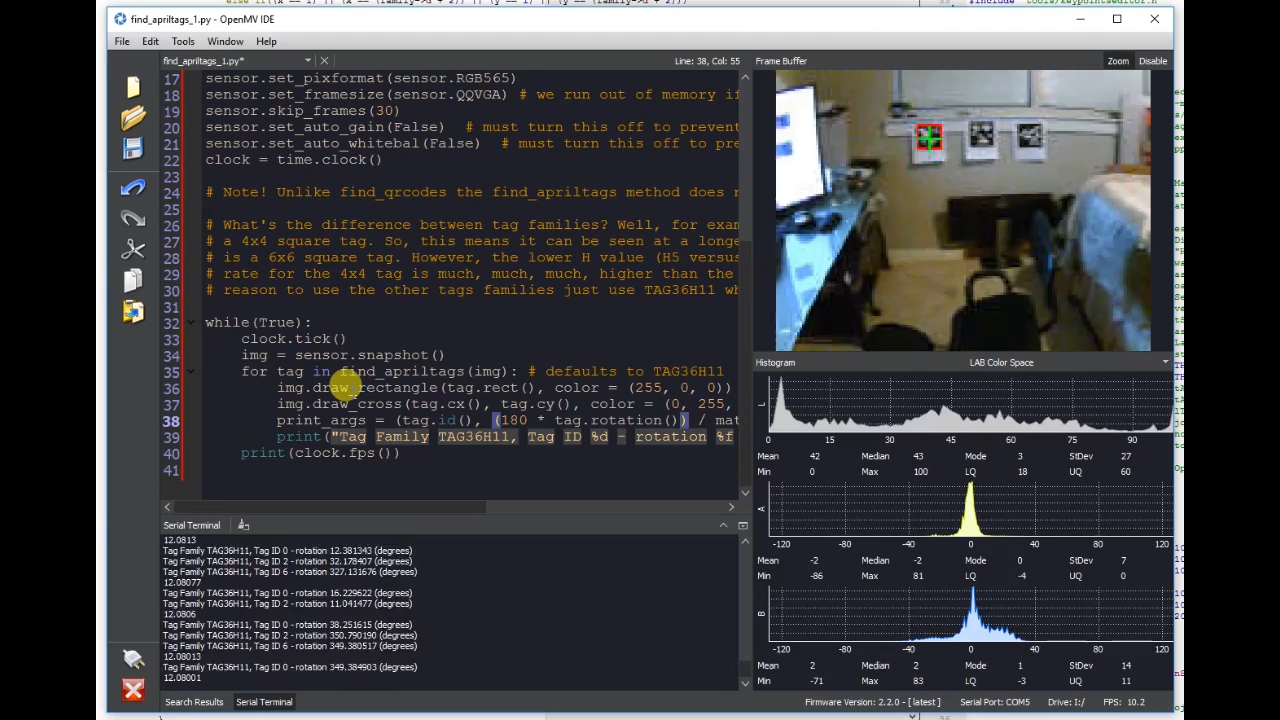 find_apriltags_1.py - OpenMV IDE
File Edit Tools Window Help
find_apriltags_1.py* Line: 38, Col: 55
17 sensor.set_pixformat(sensor.RGB565)
18 sensor.set_framesize(sensor.QQVGA) # we run out of memory if
19 sensor.skip_frames(30)
20 sensor.set_auto_gain(False) # must turn this off to prevent
21 sensor.set_auto_whitebal(False) # must turn this off to pre
22 clock = time.clock()
23
24 # Note! Unlike find_qrcodes the find_apriltags method does n
25
26 # What's the difference between tag families? Well, for exam
27 # a 4x4 square tag. So, this means it can be seen at a longe
28 # is a 6x6 square tag. However, the lower H value (H5 versus
29 # rate for the 4x4 tag is much, much, much, higher than the
30 # reason to use the other tags families just use TAG36H11 wh
31
32 while(True):
33 clock.tick()
34 img = sensor.snapshot()
35 for tag in find_apriltags(img): # defaults to TAG36H11
36 img.draw_rectangle(tag.rect(), color = (255, 0, 0))
37 img.draw_cross(tag.cx(), tag.cy(), color = (0, 255,
38 print_args = (tag.id(), (180 * tag.rotation()) / mat
39 print("Tag Family TAG36H11, Tag ID %d - rotation %f
40 print(clock.fps())
41
Serial Terminal
12.0813
Tag Family TAG36H11, Tag ID 0 - rotation 12.381343 (degrees)
Tag Family TAG36H11, Tag ID 2 - rotation 32.178407 (degrees)
Tag Family TAG36H11, Tag ID 6 - rotation 327.131676 (degrees)
12.08077
Tag Family TAG36H11, Tag ID 0 - rotation 16.229622 (degrees)
Tag Family TAG36H11, Tag ID 2 - rotation 11.041477 (degrees)
12.0806
Tag Family TAG36H11, Tag ID 0 - rotation 38.251615 (degrees)
Tag Family TAG36H11, Tag ID 0 - rotation 350.790190 (degrees)
Tag Family TAG36H11, Tag ID 6 - rotation 349.380517 (degrees)
12.08013
Tag Family TAG36H11, Tag ID 0 - rotation 349.384903 (degrees)
12.08001
Search Results Serial Terminal
Frame Buffer Zoom Disable
Histogram LAB Color Space
L
0 15 30 45 60 75 90
Mean 42 Median 43 Mode 3 StDev 27
Min 0 Max 100 LQ 18 UQ 60
A
-120 -80 -40 0 40 80 120
Mean -2 Median -2 Mode 0 StDev 7
Min -86 Max 81 LQ -4 UQ 0
B
-120 -80 -40 0 40 80 120
Mean 2 Median 2 Mode 1 StDev 14
Min -71 Max 83 LQ -3 UQ 11
Firmware Version: 2.2.0 - [ latest ] Serial Port: COM5 Drive: I:/ FPS: 10.2